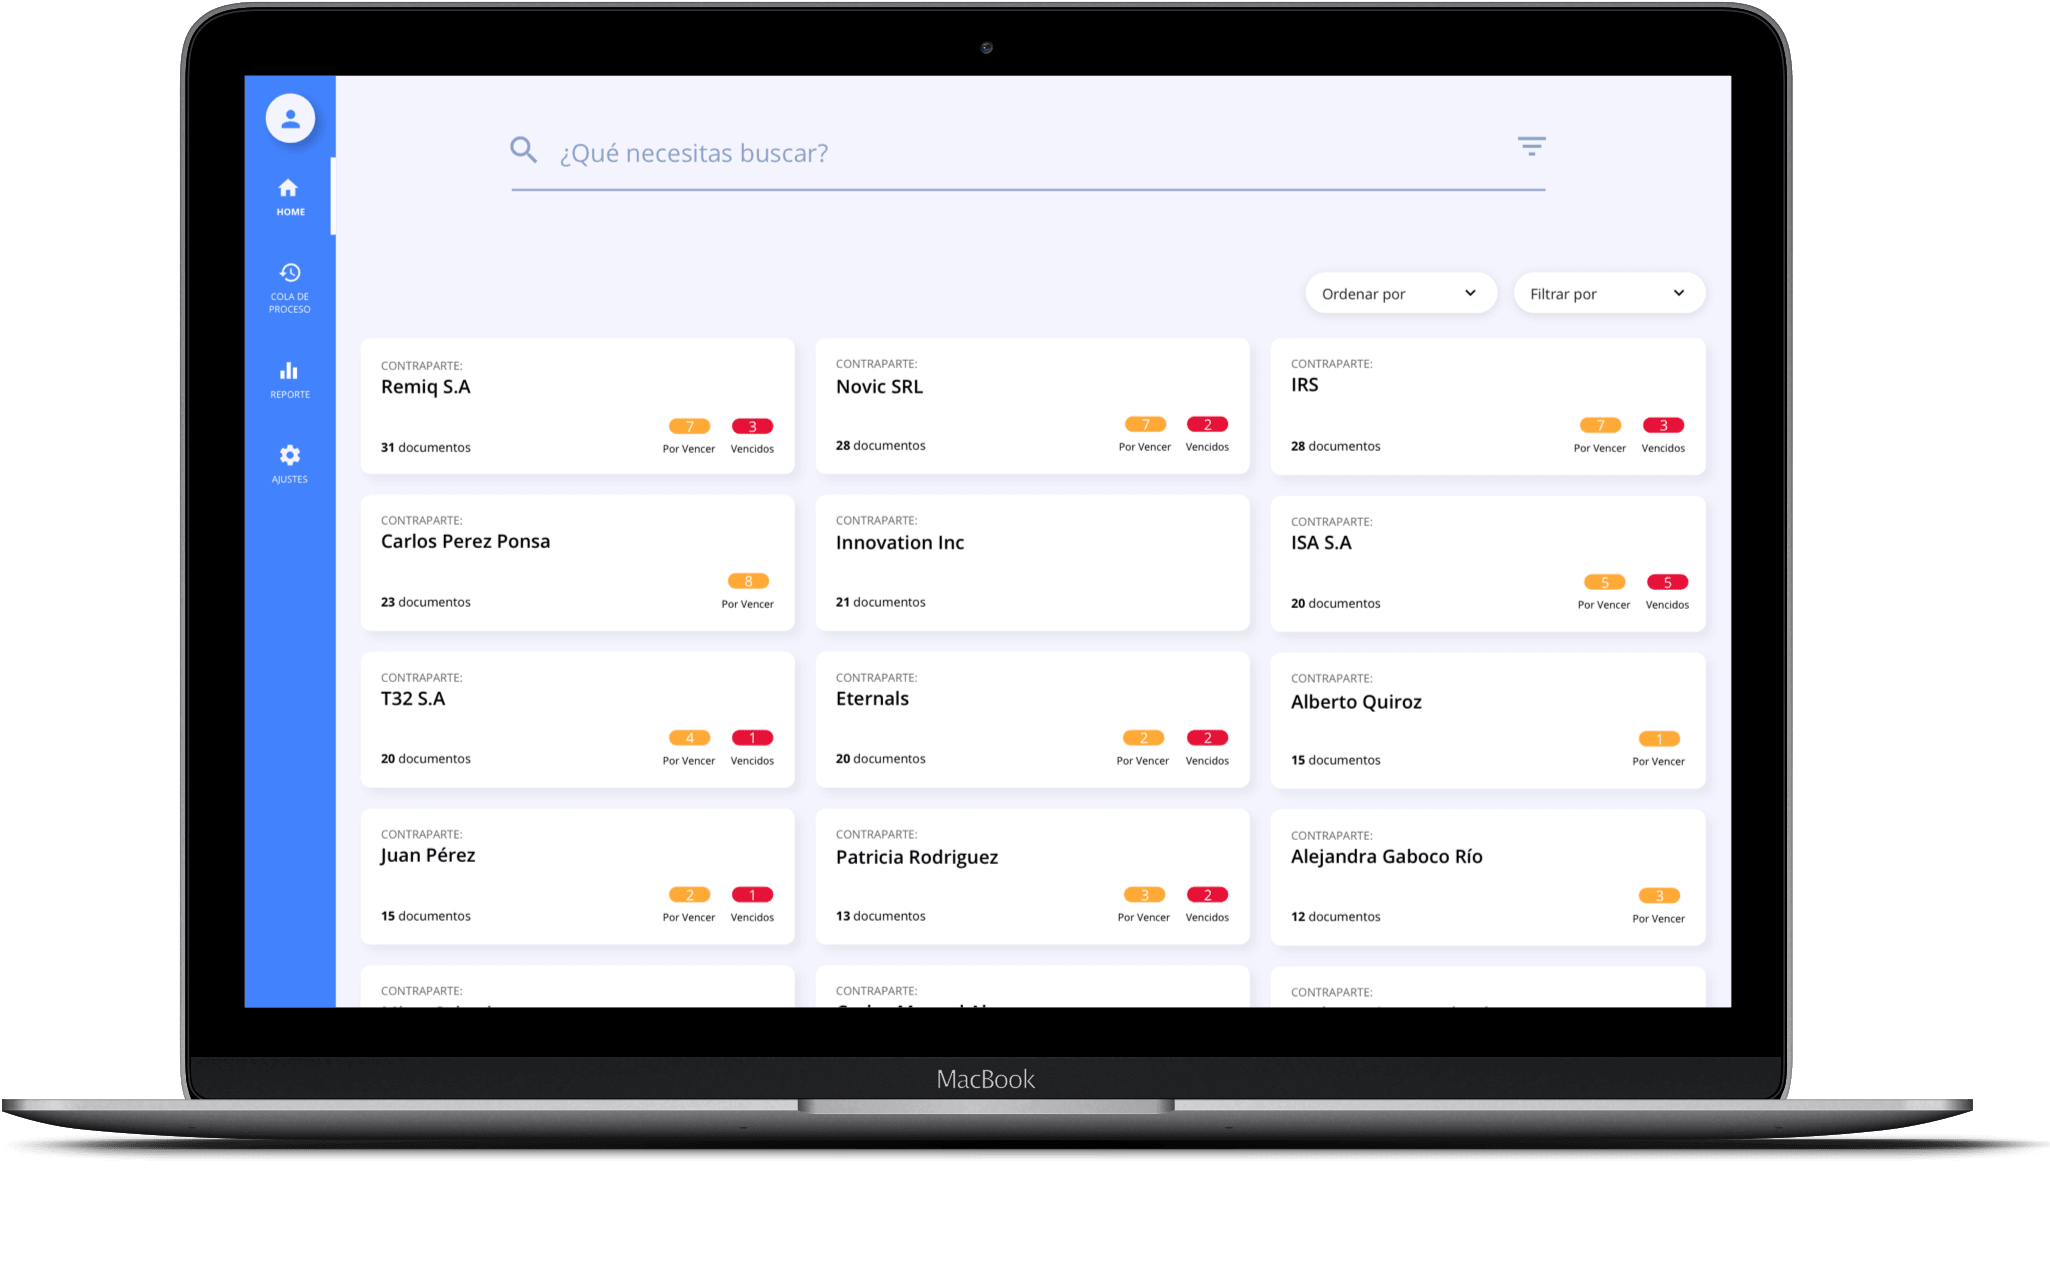 ¿Qué necesitas buscar?
HOME
COLA DE
PROCESO
REPORTE
AJUSTES
Ordenar por
Filtrar por
CONTRAPARTE:
Remiq S.A
31 documentos
7
Por Vencer
3
Vencidos
CONTRAPARTE:
Novic SRL
28 documentos
7
Por Vencer
2
Vencidos
CONTRAPARTE:
IRS
28 documentos
7
Por Vencer
3
Vencidos
CONTRAPARTE:
Carlos Perez Ponsa
23 documentos
8
Por Vencer
CONTRAPARTE:
Innovation Inc
21 documentos
CONTRAPARTE:
ISA S.A
20 documentos
5
Por Vencer
5
Vencidos
CONTRAPARTE:
T32 S.A
20 documentos
4
Por Vencer
1
Vencidos
CONTRAPARTE:
Eternals
20 documentos
2
Por Vencer
2
Vencidos
CONTRAPARTE:
Alberto Quiroz
15 documentos
1
Por Vencer
CONTRAPARTE:
Juan Pérez
15 documentos
2
Por Vencer
1
Vencidos
CONTRAPARTE:
Patricia Rodriguez
13 documentos
3
Por Vencer
2
Vencidos
CONTRAPARTE:
Alejandra Gaboco Río
12 documentos
3
Por Vencer
CONTRAPARTE:
CONTRAPARTE:
CONTRAPARTE:
MacBook